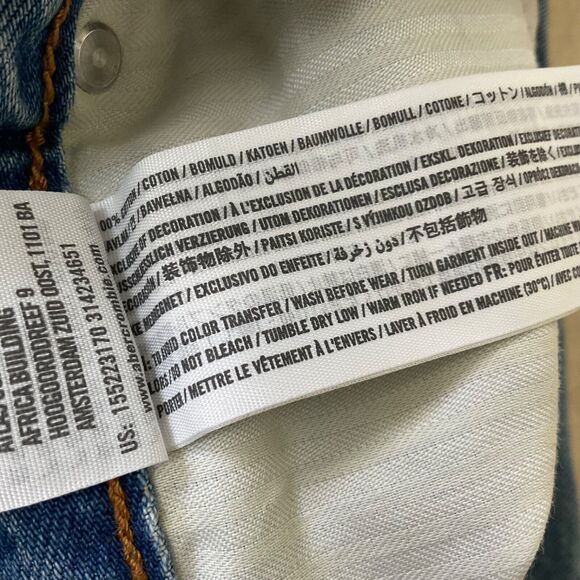 AFRICA BUILDING
HOOGOORDDREEF 9
AMSTERDAM ZUID OOST, 1101 BA
US: 155223170 314234651
www.abercrombie.com
100% COTTON / COTON / BOMULD / KATOEN / BAUMWOLLE / BOMULL / COTONE / コットン / ALGODÓN / 棉 /
/ BAWEŁNA / ALGODÃO / القطن
EXCLUSIVE OF DECORATION / À L'EXCLUSION DE LA DÉCORATION / EKSKL. DEKORATION / EXCLUSIEF DECORATIE /
AUSSCHLIESSLICH VERZIERUNG / UTOM DEKORATIONEN / ESCLUSA DECORAZIONE / 装飾を除く /
/ 装饰物除外 / PAITSI KORISTE / S VÝJIMKOU OZDOB / 고급 장식 /
/ EXCLUSIVO DO ENFEITE / دون زخرفة / 不包括飾物
TO AVOID COLOR TRANSFER / WASH BEFORE WEAR / TURN GARMENT INSIDE OUT / MACHINE
/ DO NOT BLEACH / TUMBLE DRY LOW / WARM IRON IF NEEDED FR: POUR ÉVITER TOUT
PORTER / METTRE LE VÊTEMENT À L'ENVERS / LAVER À FROID EN MACHINE (30°C) / AVEC